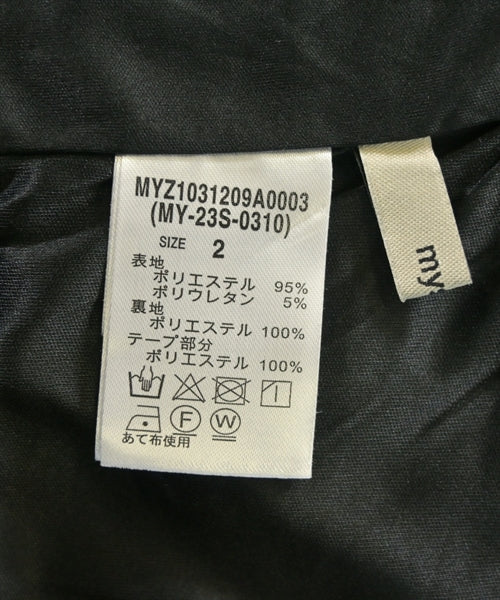 MYZ1031209A0003
(MY-23S-0310)
SIZE 2
表地
ポリエステル 95%
ポリウレタン 5%
裏地
ポリエステル 100%
テープ部分
ポリエステル 100%
F W
あて布使用
my